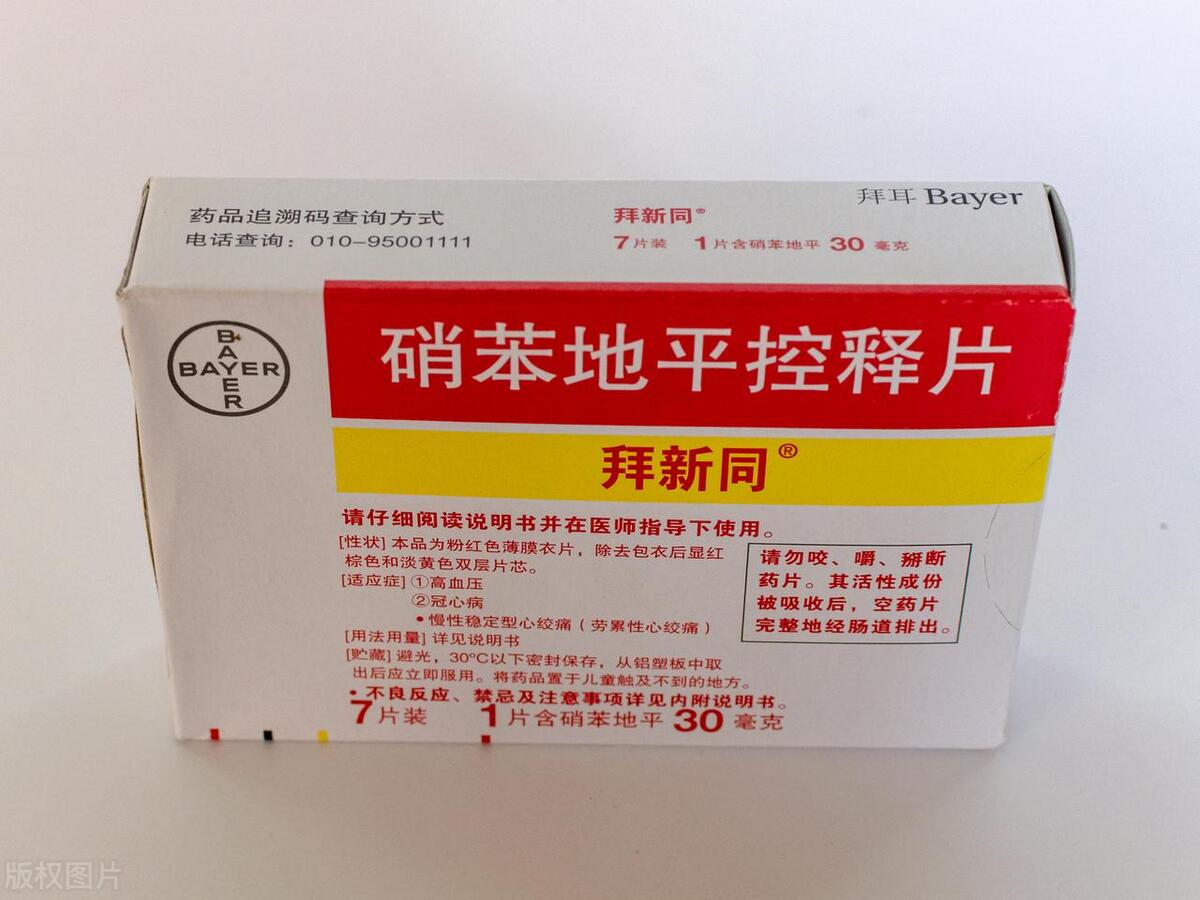 药品追溯码查询方式
电话查询：010-95001111
拜新同®
7片装 1片含硝苯地平 30 毫克
拜耳 Bayer
BAYER
BAYER
硝苯地平控释片
拜新同®
请仔细阅读说明书并在医师指导下使用。
[性状] 本品为粉红色薄膜衣片，除去包衣后显红
棕色和淡黄色双层片芯。
[适应症] ①高血压
②冠心病
• 慢性稳定型心绞痛（劳累性心绞痛）
[用法用量] 详见说明书
[贮藏] 避光，30℃以下密封保存，从铝塑板中取
出后应立即服用。将药品置于儿童触及不到的地方。
• 不良反应、禁忌及注意事项详见内附说明书。
7片装 1片含硝苯地平 30 毫克
请勿咬、嚼、掰断
药片。其活性成份
被吸收后，空药片
完整地经肠道排出。
版权图片